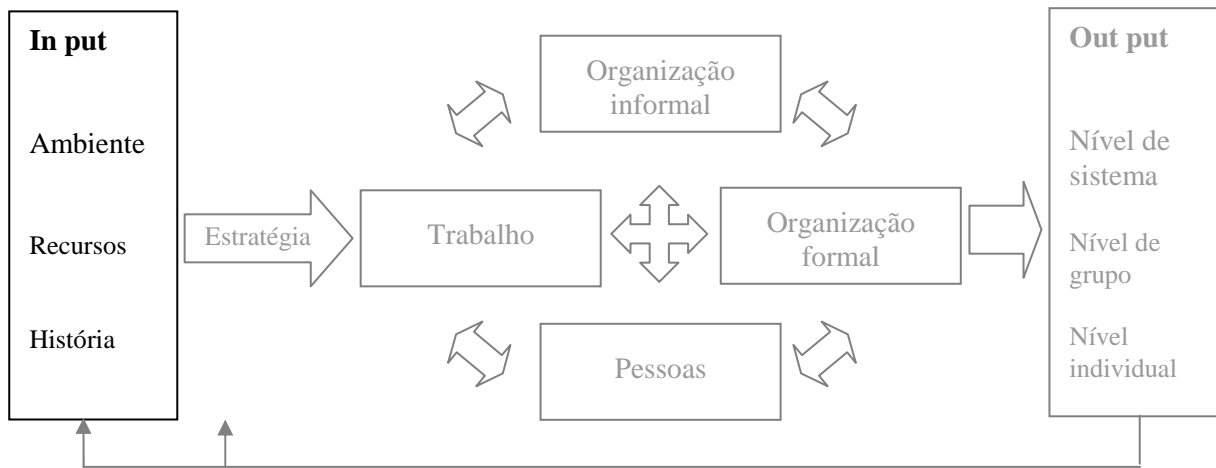 In put
Ambiente
Recursos
História
Estratégia
Organização
informal
Trabalho
Organização
formal
Pessoas
Out put
Nível de
sistema
Nível de
grupo
Nível
individual